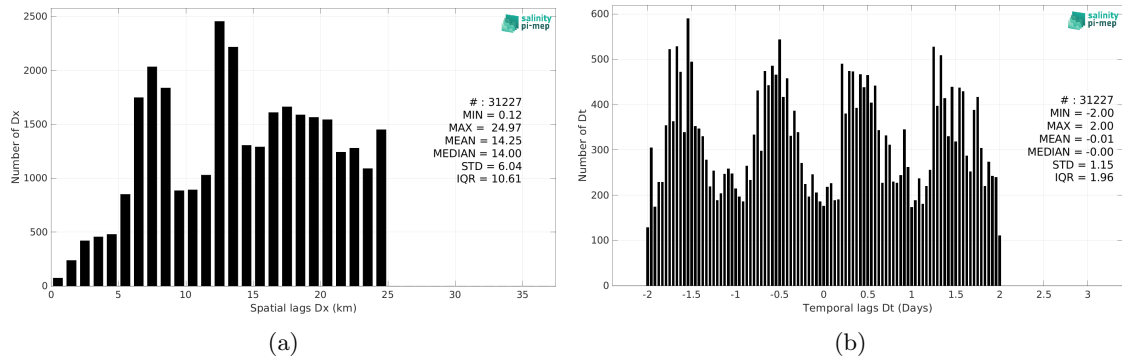 2500
2000
1500
1000
500
0
0
5
10
15
20
25
30
35
Number of Dx
Spatial lags Dx (km)
salinity
pi-mep
# : 31227
MIN = 0.12
MAX = 24.97
MEAN = 14.25
MEDIAN = 14.00
STD = 6.04
IQR = 10.61
(a)
600
500
400
300
200
100
0
-2
-1.5
-1
-0.5
0
0.5
1
1.5
2
2.5
3
Number of Dt
Temporal lags Dt (Days)
salinity
pi-mep
# : 31227
MIN = -2.00
MAX = 2.00
MEAN = -0.01
MEDIAN = -0.00
STD = 1.15
IQR = 1.96
(b)